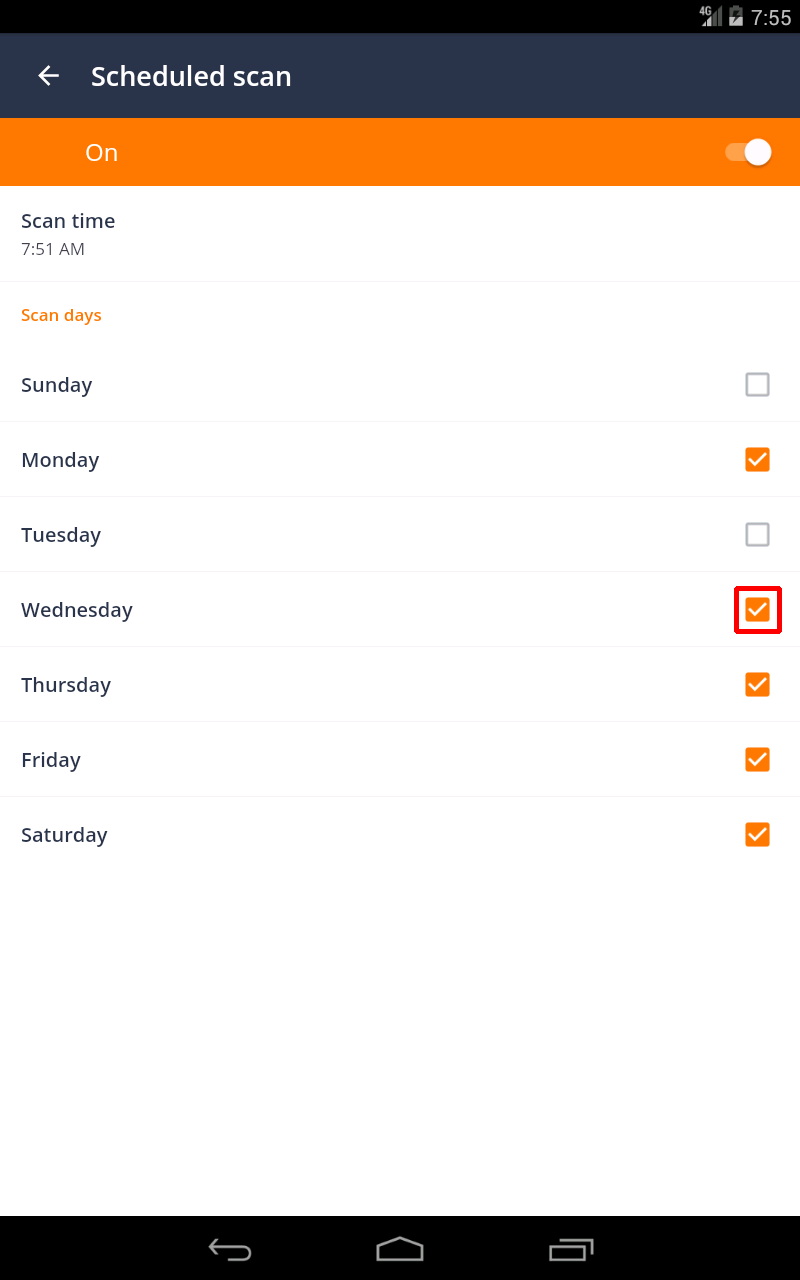 4G 7:55
Scheduled scan
On
Scan time
7:51 AM
Scan days
Sunday
Monday
Tuesday
Wednesday
Thursday
Friday
Saturday